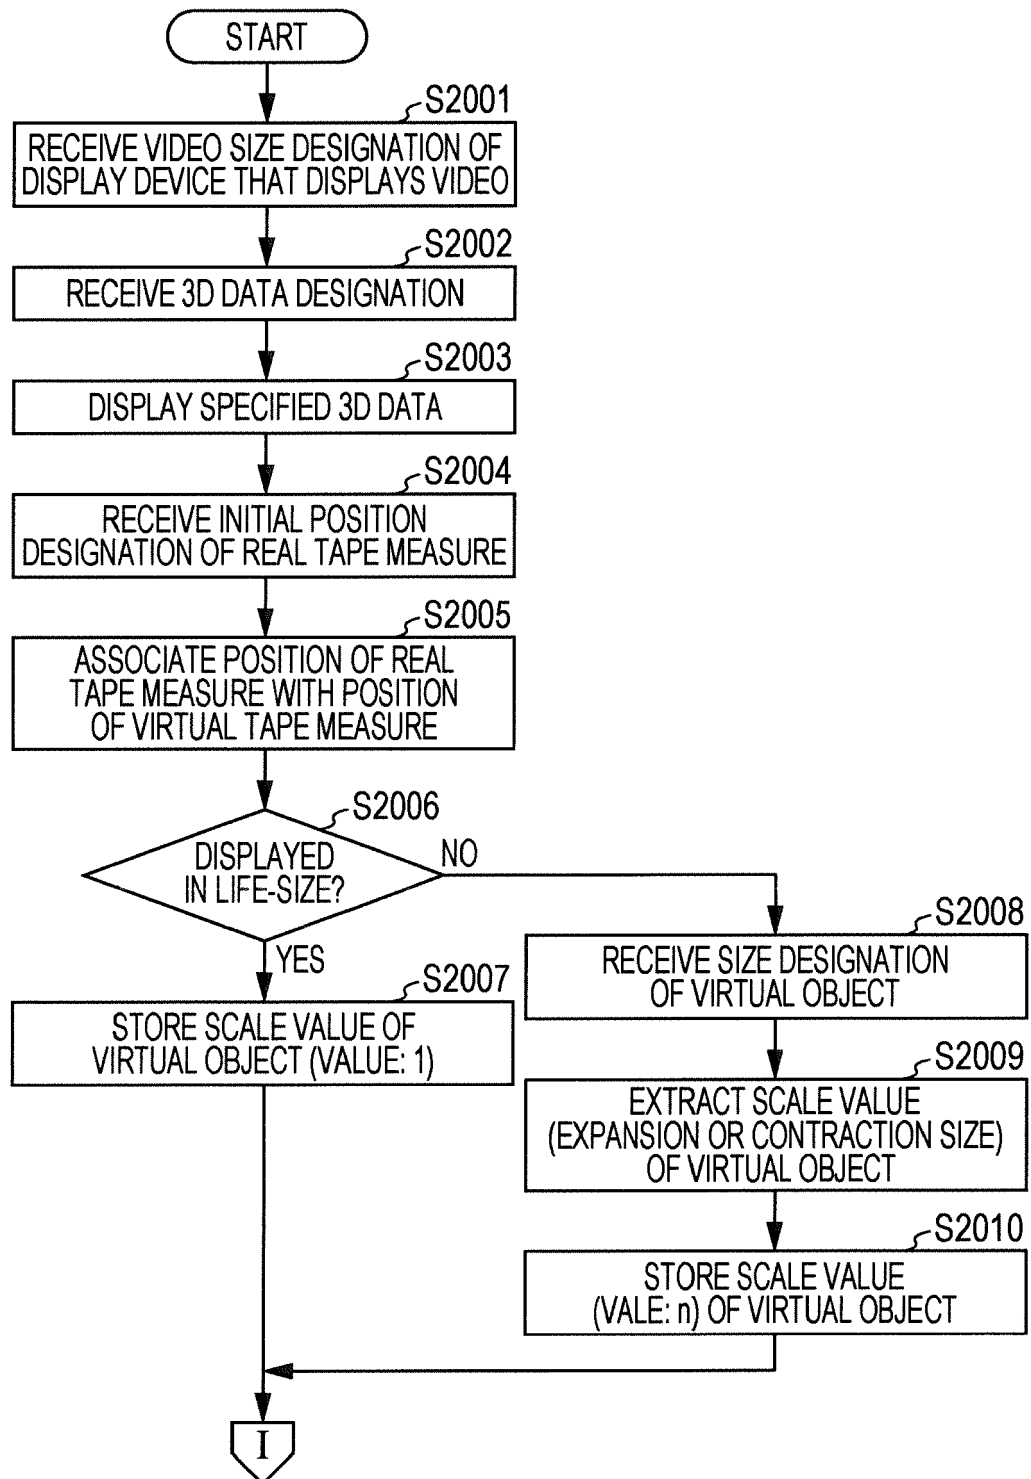 START
S2001
RECEIVE VIDEO SIZE DESIGNATION OF
DISPLAY DEVICE THAT DISPLAYS VIDEO
S2002
RECEIVE 3D DATA DESIGNATION
S2003
DISPLAY SPECIFIED 3D DATA
S2004
RECEIVE INITIAL POSITION
DESIGNATION OF REAL TAPE MEASURE
S2005
ASSOCIATE POSITION OF REAL
TAPE MEASURE WITH POSITION
OF VIRTUAL TAPE MEASURE
S2006
DISPLAYED
IN LIFE-SIZE?
NO
YES
S2007
STORE SCALE VALUE OF
VIRTUAL OBJECT (VALUE: 1)
S2008
RECEIVE SIZE DESIGNATION
OF VIRTUAL OBJECT
S2009
EXTRACT SCALE VALUE
(EXPANSION OR CONTRACTION SIZE)
OF VIRTUAL OBJECT
S2010
STORE SCALE VALUE
(VALE: n) OF VIRTUAL OBJECT
I